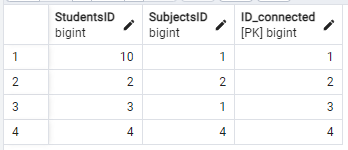 StudentsID SubjectsID ID_connected
bigint bigint [PK] bigint
1 10 1 1
2 2 2 2
3 3 1 3
4 4 4 4